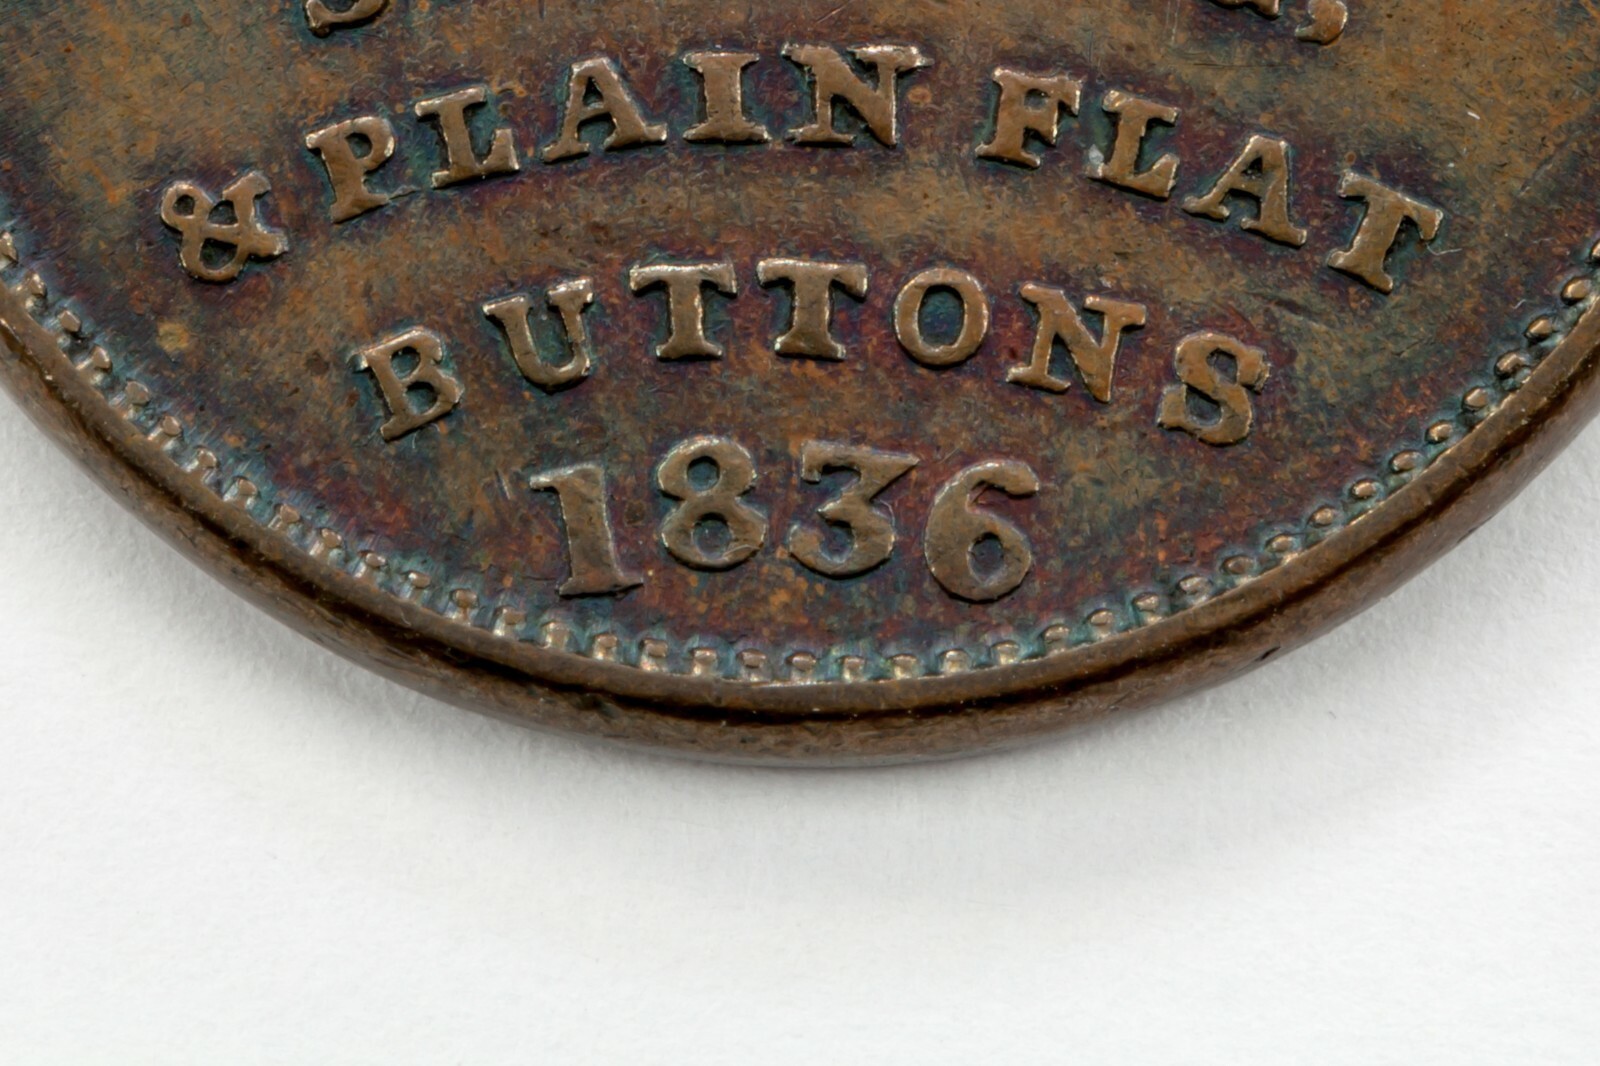 & PLAIN FLAT
BUTTONS
1836